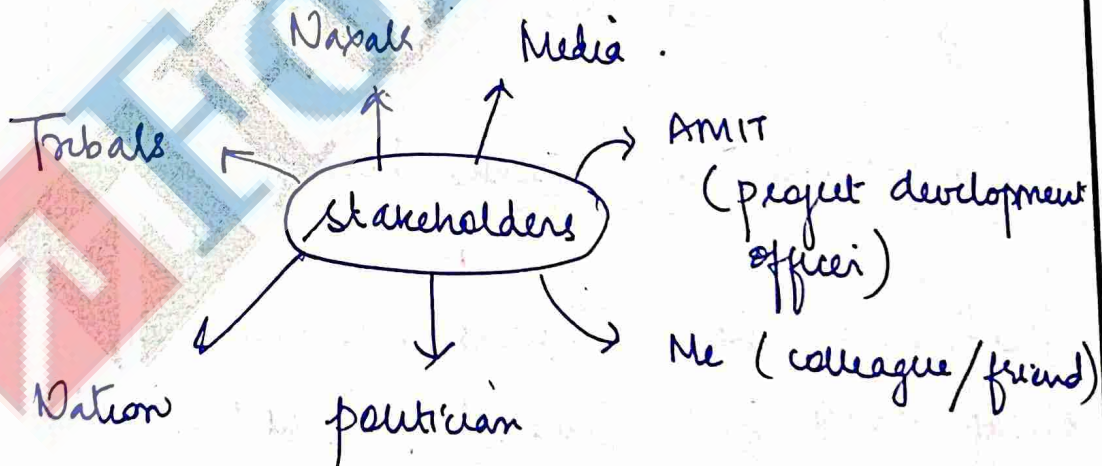 Naxals
Media .
Tribals
AMIT
(project development
officer)
stakeholders
Me (colleague/friend)
Nation
politician